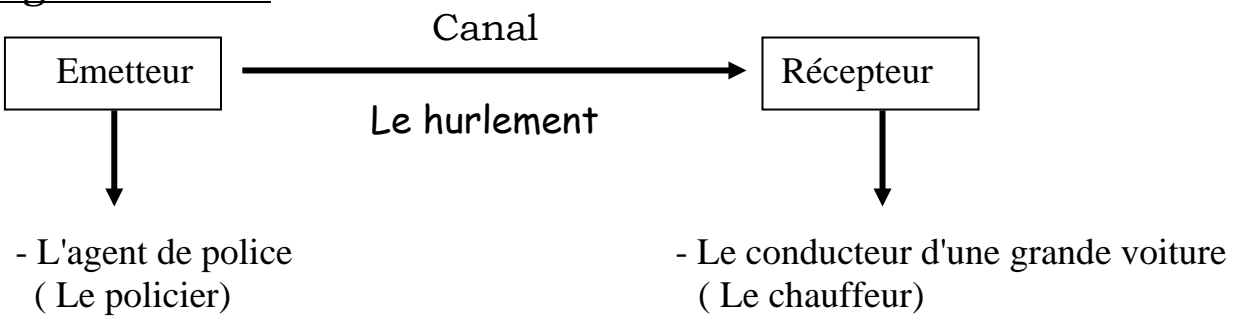 Canal
Emetteur
Récepteur
Le hurlement
- L'agent de police
( Le policier)
- Le conducteur d'une grande voiture
( Le chauffeur)